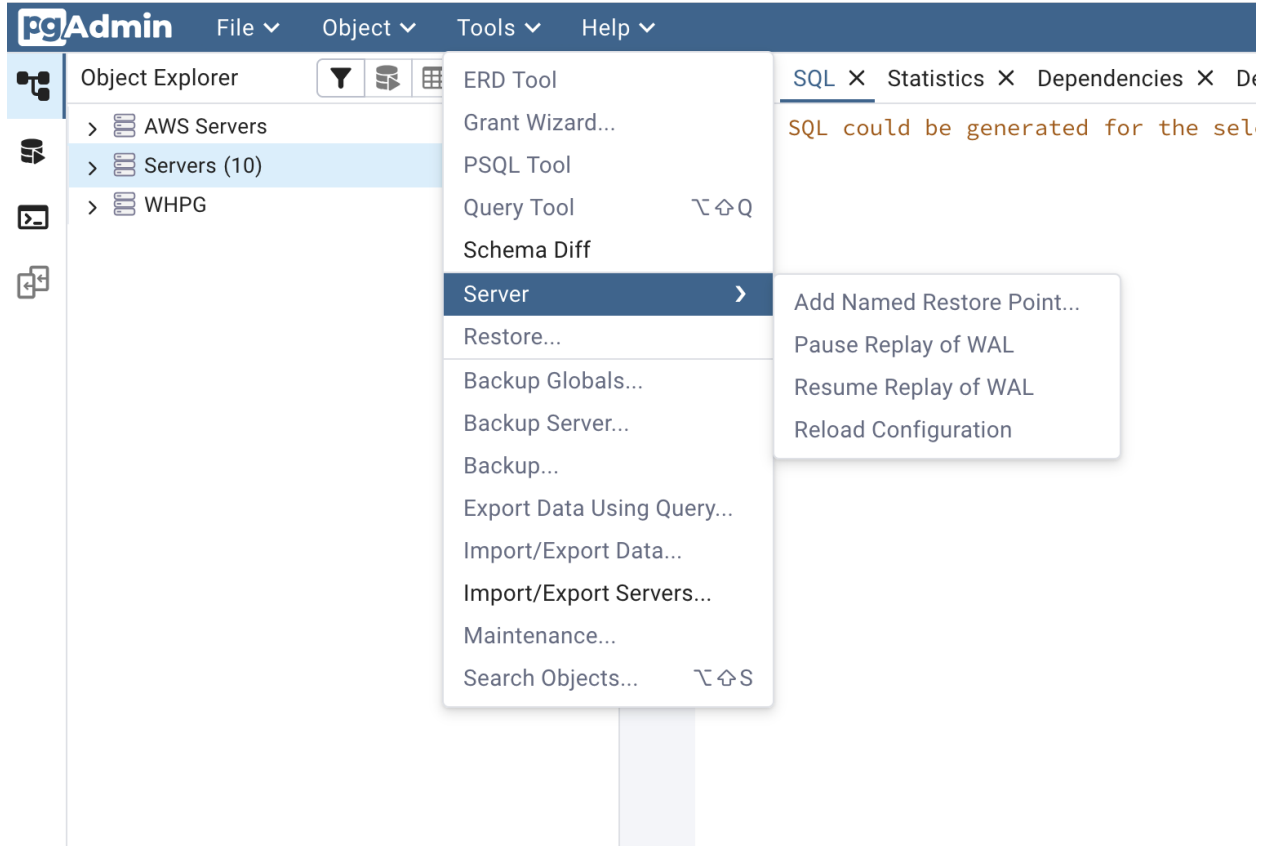 pgAdmin File Object Tools Help
Object Explorer
AWS Servers
Servers (10)
WHPG
ERD Tool
Grant Wizard...
PSQL Tool
Query Tool ⌥⇧Q
Schema Diff
Server
Restore...
Backup Globals...
Backup Server...
Backup...
Export Data Using Query...
Import/Export Data...
Import/Export Servers...
Maintenance...
Search Objects... ⌥⇧S
Add Named Restore Point...
Pause Replay of WAL
Resume Replay of WAL
Reload Configuration
SQL Statistics Dependencies
SQL could be generated for the